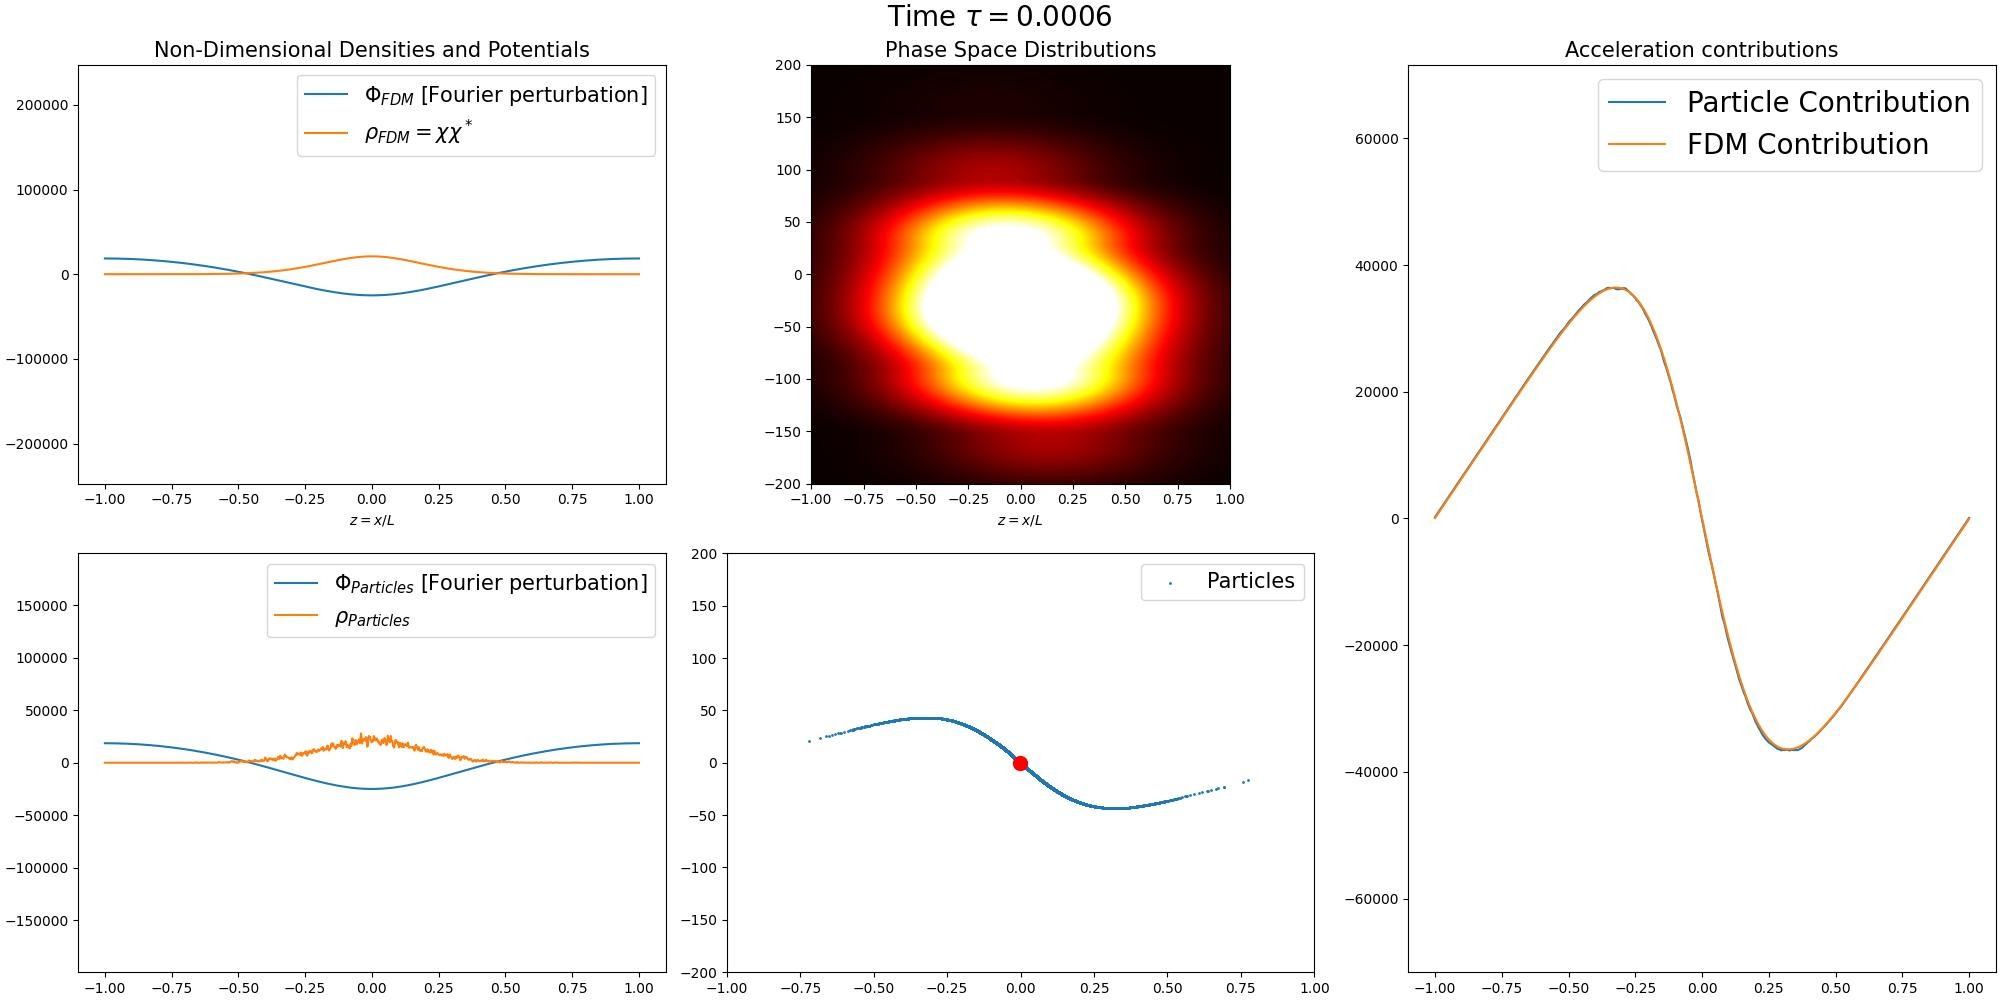 Time τ = 0.0006
Non-Dimensional Densities and Potentials
200000
100000
0
−100000
−200000
−1.00 −0.75 −0.50 −0.25 0.00 0.25 0.50 0.75 1.00
z = x/L
Φ_FDM [Fourier perturbation]
ρ_FDM = χχ*
Phase Space Distributions
200
150
100
50
0
−50
−100
−150
−200
−1.00 −0.75 −0.50 −0.25 0.00 0.25 0.50 0.75 1.00
z = x/L
Acceleration contributions
Particle Contribution
FDM Contribution
60000
40000
20000
0
−20000
−40000
−60000
−1.00 −0.75 −0.50 −0.25 0.00 0.25 0.50 0.75 1.00
Φ_Particles [Fourier perturbation]
ρ_Particles
150000
100000
50000
0
−50000
−100000
−150000
−1.00 −0.75 −0.50 −0.25 0.00 0.25 0.50 0.75 1.00
Particles
200
150
100
50
0
−50
−100
−150
−200
−1.00 −0.75 −0.50 −0.25 0.00 0.25 0.50 0.75 1.00